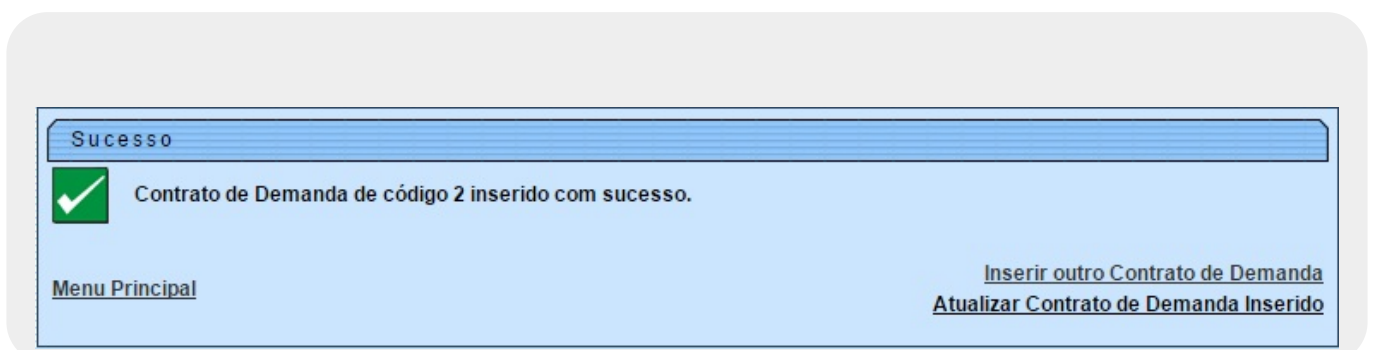 Sucesso
Contrato de Demanda de código 2 inserido com sucesso.
Inserir outro Contrato de Demanda
Menu Principal
Atualizar Contrato de Demanda Inserido